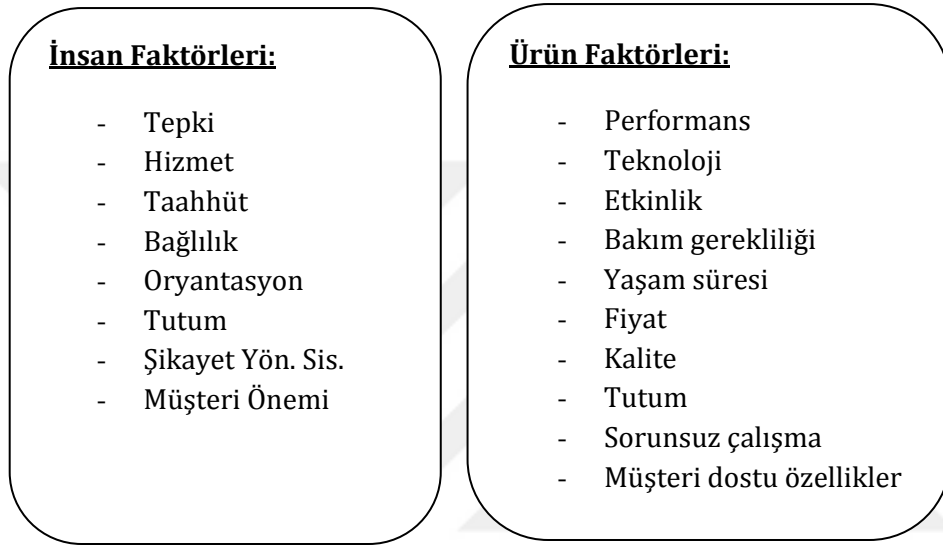 İnsan Faktörleri:
- Tepki
- Hizmet
- Taahhüt
- Bağlılık
- Oryantasyon
- Tutum
- Şikayet Yön. Sis.
- Müşteri Önemi
Ürün Faktörleri:
- Performans
- Teknoloji
- Etkinlik
- Bakım gerekliliği
- Yaşam süresi
- Fiyat
- Kalite
- Tutum
- Sorunsuz çalışma
- Müşteri dostu özellikler